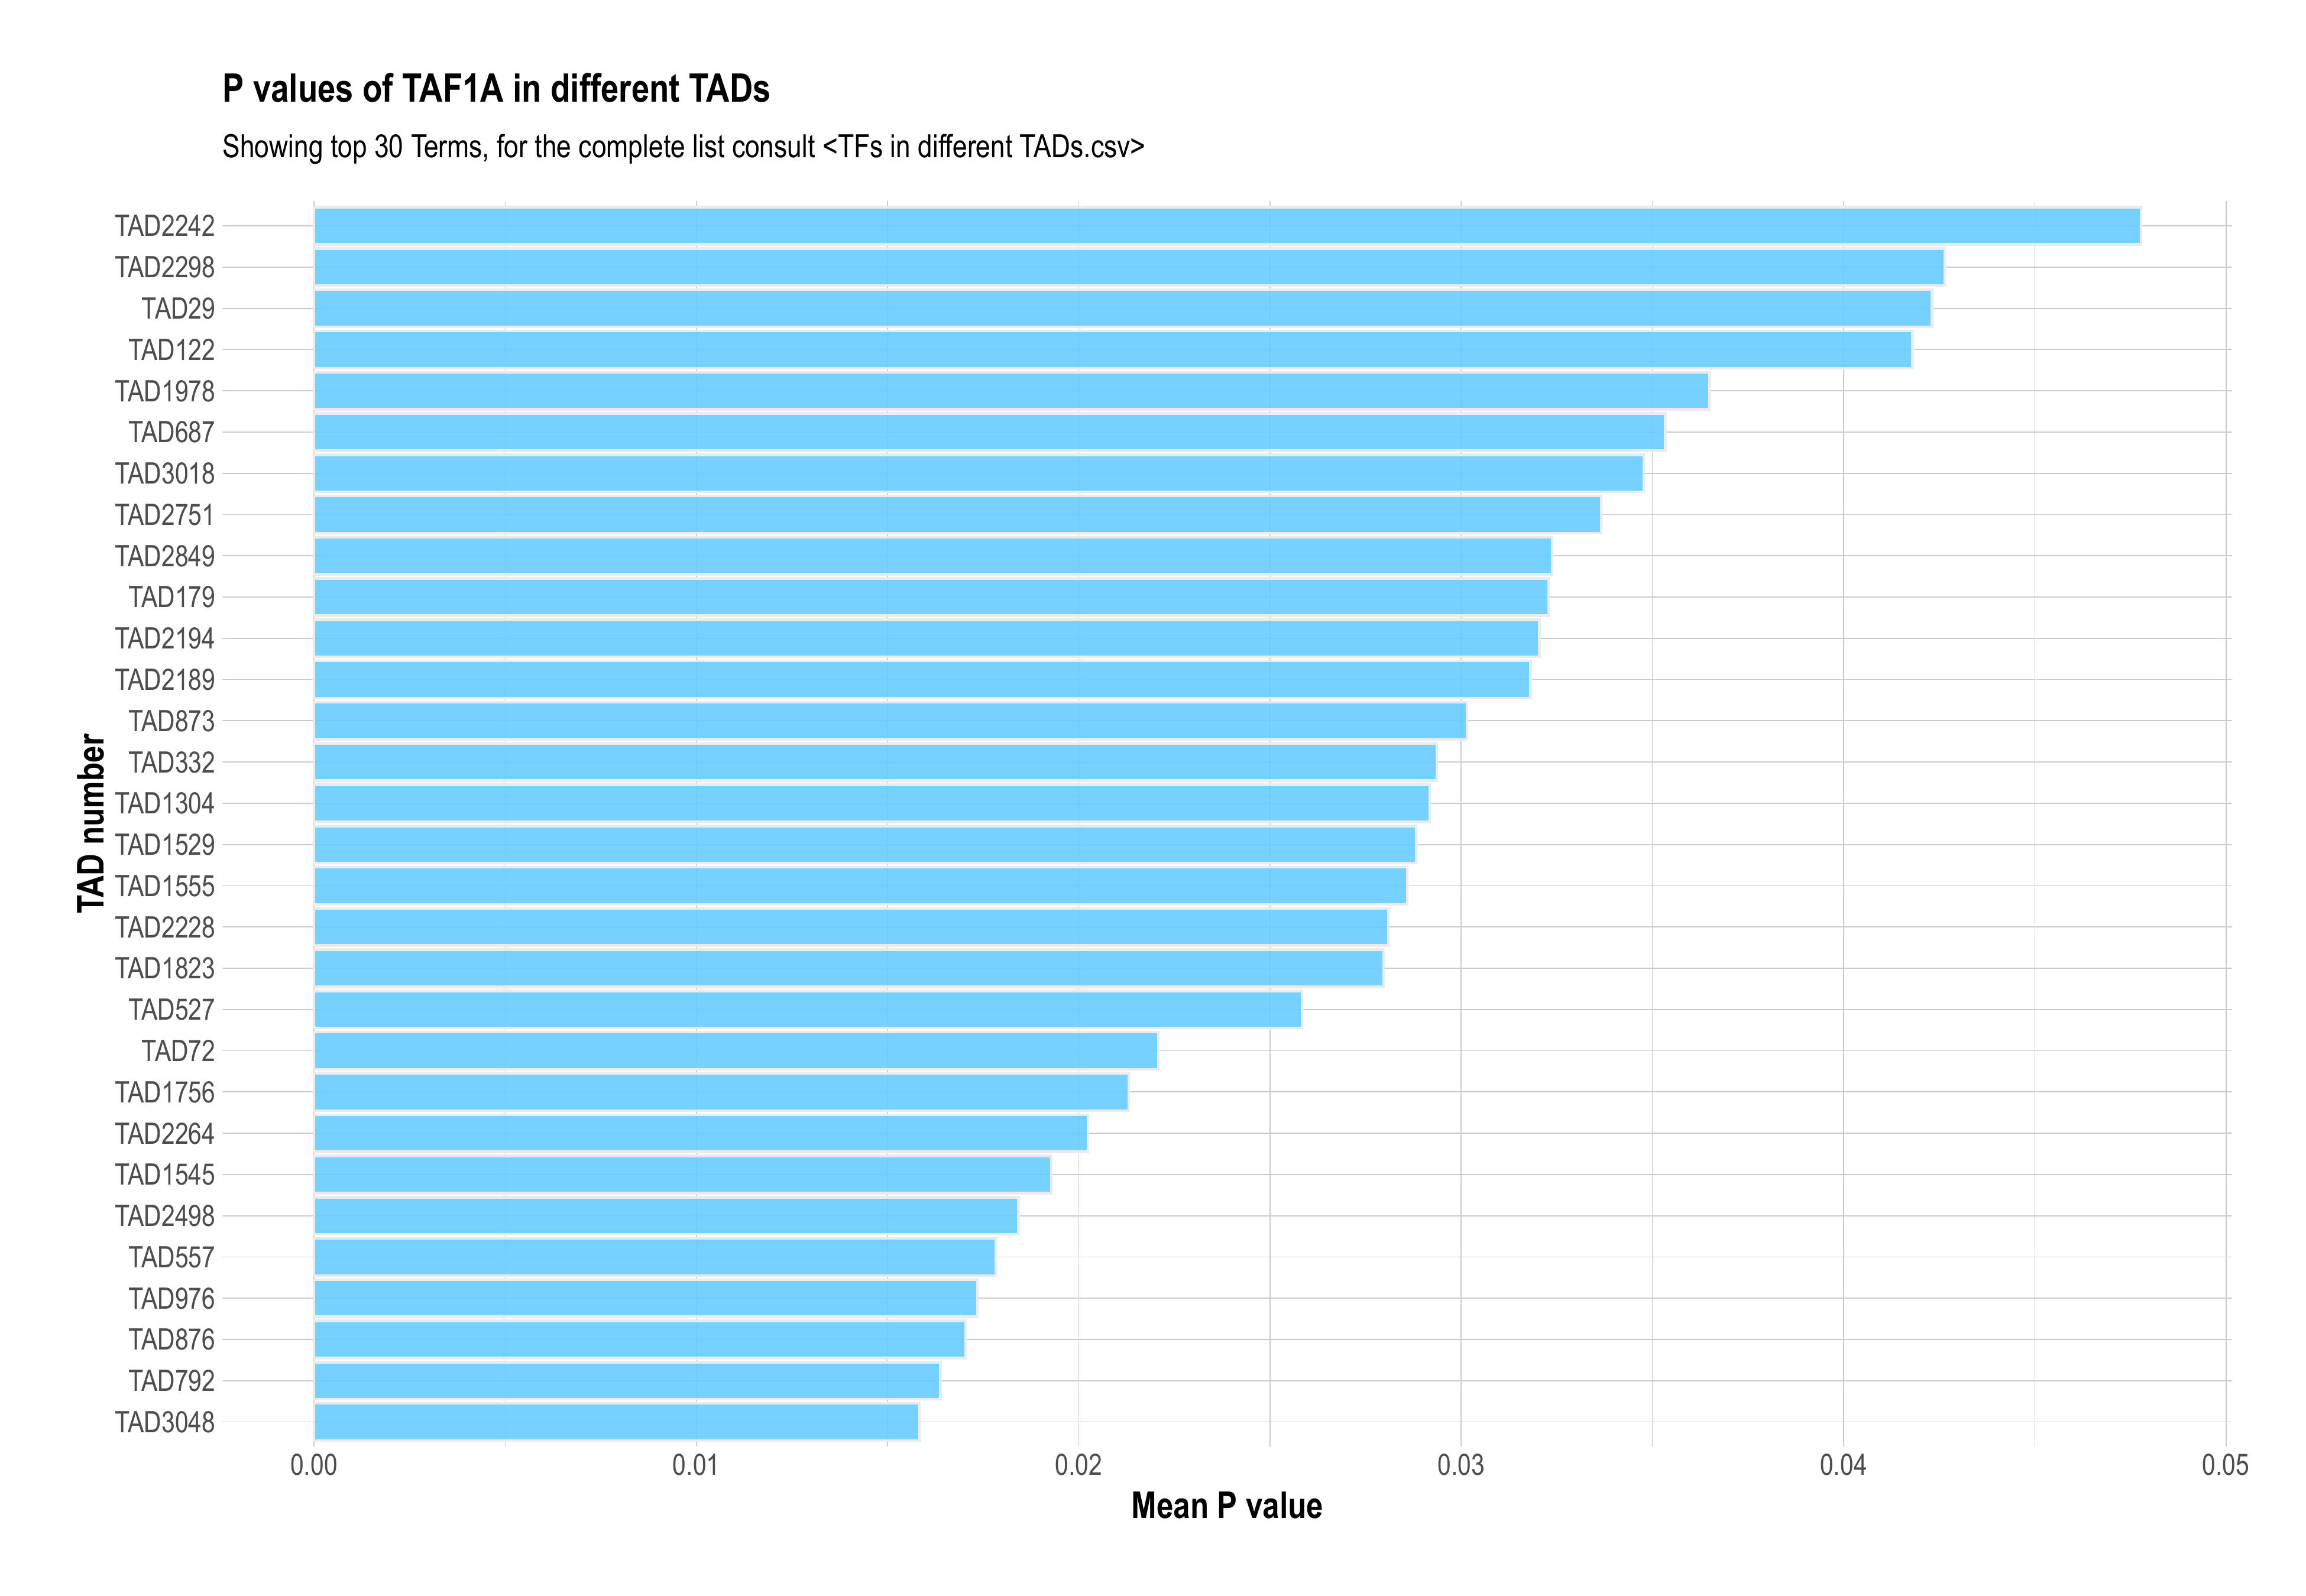 P values of TAF1A in different TADs
Showing top 30 Terms, for the complete list consult <TFs in different TADs.csv>
TAD number
TAD2242
TAD2298
TAD29
TAD122
TAD1978
TAD687
TAD3018
TAD2751
TAD2849
TAD179
TAD2194
TAD2189
TAD873
TAD332
TAD1304
TAD1529
TAD1555
TAD2228
TAD1823
TAD527
TAD72
TAD1756
TAD2264
TAD1545
TAD2498
TAD557
TAD976
TAD876
TAD792
TAD3048
0.00 0.01 0.02 0.03 0.04 0.05
Mean P value